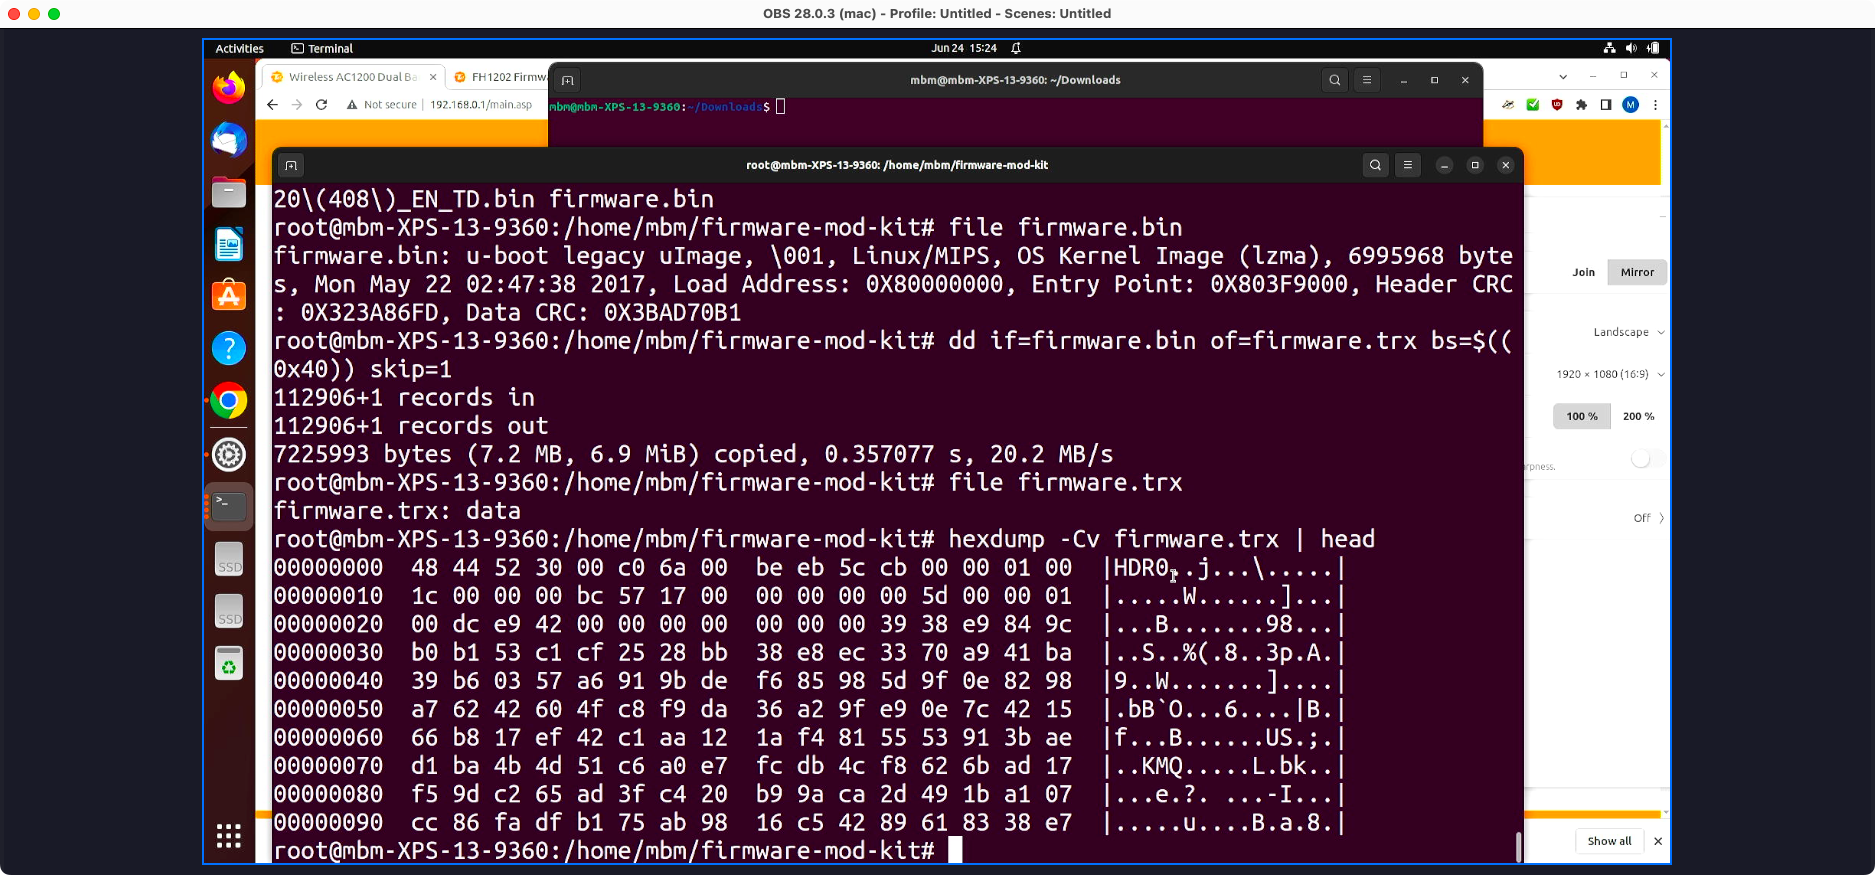 OBS 28.0.3 (mac) - Profile: Untitled - Scenes: Untitled
Activities
Terminal
Jun 24 15:24
Wireless AC1200 Dual Ba
FH1202 Firmw
mbm@mbm-XPS-13-9360: ~/Downloads
Not secure
192.168.0.1/main.asp
mbm@mbm-XPS-13-9360:~/Downloads$
M
root@mbm-XPS-13-9360: /home/mbm/firmware-mod-kit
20\(408\)_EN_TD.bin firmware.bin
root@mbm-XPS-13-9360:/home/mbm/firmware-mod-kit# file firmware.bin
firmware.bin: u-boot legacy uImage, \001, Linux/MIPS, OS Kernel Image (lzma), 6995968 byte
s, Mon May 22 02:47:38 2017, Load Address: 0X80000000, Entry Point: 0X803F9000, Header CRC
: 0X323A86FD, Data CRC: 0X3BAD70B1
root@mbm-XPS-13-9360:/home/mbm/firmware-mod-kit# dd if=firmware.bin of=firmware.trx bs=$((
0x40)) skip=1
112906+1 records in
112906+1 records out
7225993 bytes (7.2 MB, 6.9 MiB) copied, 0.357077 s, 20.2 MB/s
root@mbm-XPS-13-9360:/home/mbm/firmware-mod-kit# file firmware.trx
firmware.trx: data
root@mbm-XPS-13-9360:/home/mbm/firmware-mod-kit# hexdump -Cv firmware.trx | head
00000000  48 44 52 30 00 c0 6a 00  be eb 5c cb 00 00 01 00  |HDR0..j...\.....|
00000010  1c 00 00 00 bc 57 17 00  00 00 00 00 5d 00 00 01  |.....W......]...|
00000020  00 dc e9 42 00 00 00 00  00 00 00 39 38 e9 84 9c  |...B.......98...|
00000030  b0 b1 53 c1 cf 25 28 bb  38 e8 ec 33 70 a9 41 ba  |..S..%(.8..3p.A.|
00000040  39 b6 03 57 a6 91 9b de  f6 85 98 5d 9f 0e 82 98  |9..W.......]....|
00000050  a7 62 42 60 4f c8 f9 da  36 a2 9f e9 0e 7c 42 15  |.bB`O...6....|B.|
00000060  66 b8 17 ef 42 c1 aa 12  1a f4 81 55 53 91 3b ae  |f...B......US.;.|
00000070  d1 ba 4b 4d 51 c6 a0 e7  fc db 4c f8 62 6b ad 17  |..KMQ.....L.bk..|
00000080  f5 9d c2 65 ad 3f c4 20  b9 9a ca 2d 49 1b a1 07  |...e.?. ...-I...|
00000090  cc 86 fa df b1 75 ab 98  16 c5 42 89 61 83 38 e7  |.....u....B.a.8.|
root@mbm-XPS-13-9360:/home/mbm/firmware-mod-kit#
Join
Mirror
Landscape
1920 × 1080 (16:9)
100 %
200 %
rpness.
Off
SSD
SSD
Show all